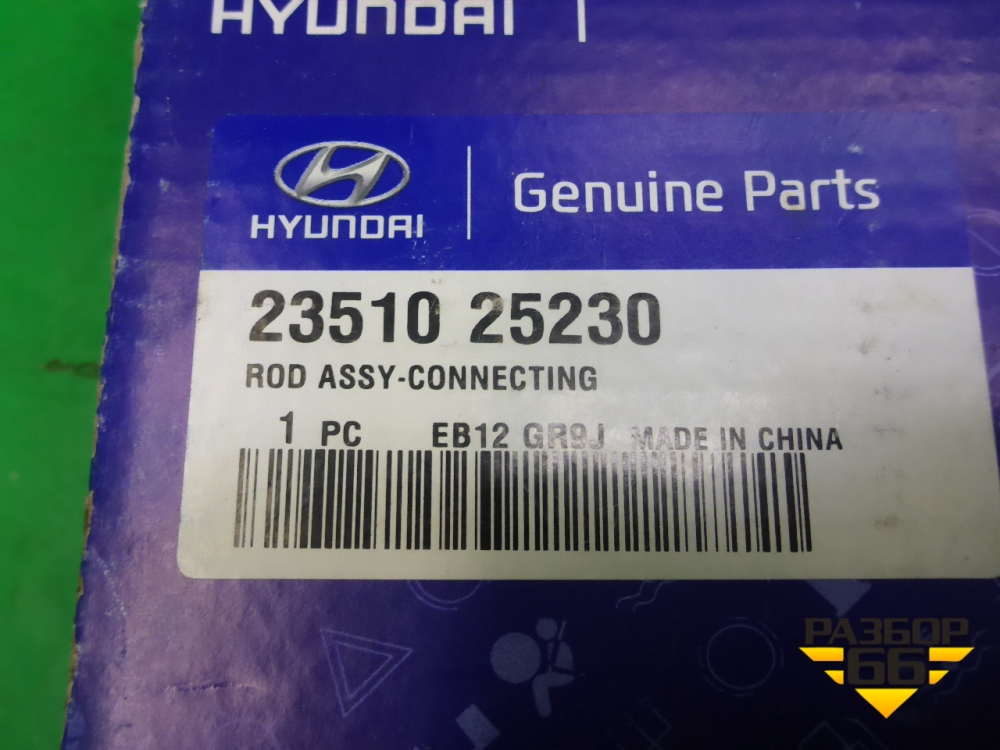 HYUNDAI
HYUNDAI
Genuine Parts
23510 25230
ROD ASSY-CONNECTING
1 PC EB12 GR9J MADE IN CHINA
РАЗБОР
66